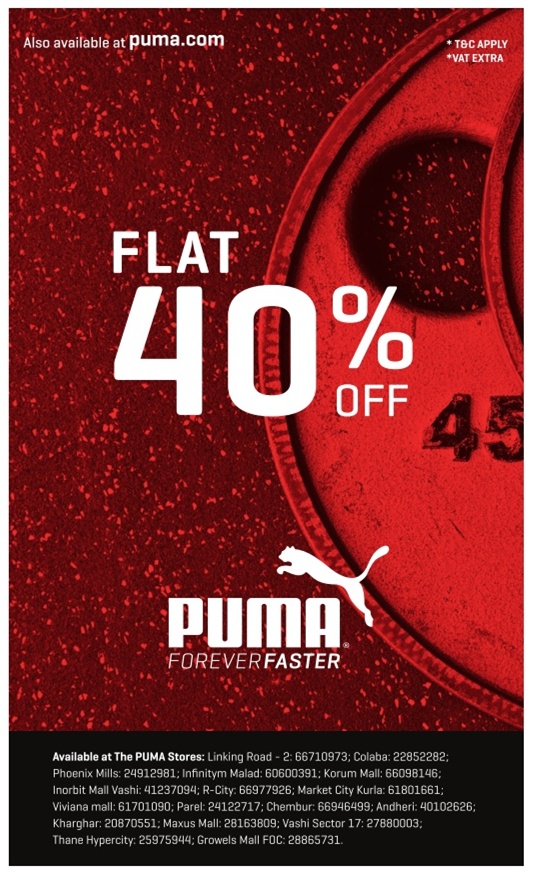 Also available at puma.com
* T&C APPLY
*VAT EXTRA
FLAT
40%
OFF
45
PUMA®
FOREVERFASTER
Available at The PUMA Stores: Linking Road - 2: 66710973; Colaba: 22852282;
Phoenix Mills: 24912981; Infinitym Malad: 60600391; Korum Mall: 66098146;
Inorbit Mall Vashi: 41237094; R-City: 66977926; Market City Kurla: 61801661;
Viviana mall: 61701090; Parel: 24122717; Chembur: 66946499; Andheri: 40102626;
Kharghar: 20870551; Maxus Mall: 28163809; Vashi Sector 17: 27880003;
Thane Hypercity: 25975944; Growels Mall FOC: 28865731.